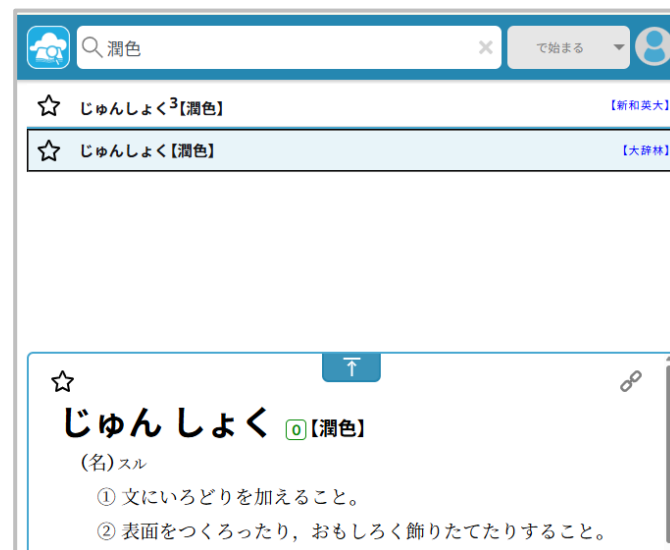 潤色
で始まる
じゅんしょく3【潤色】 【新和英大】
じゅんしょく【潤色】 【大辞林】
じゅん しょく 0【潤色】
(名)スル
① 文にいろどりを加えること。
② 表面をつくろったり，おもしろく飾りたてたりすること。